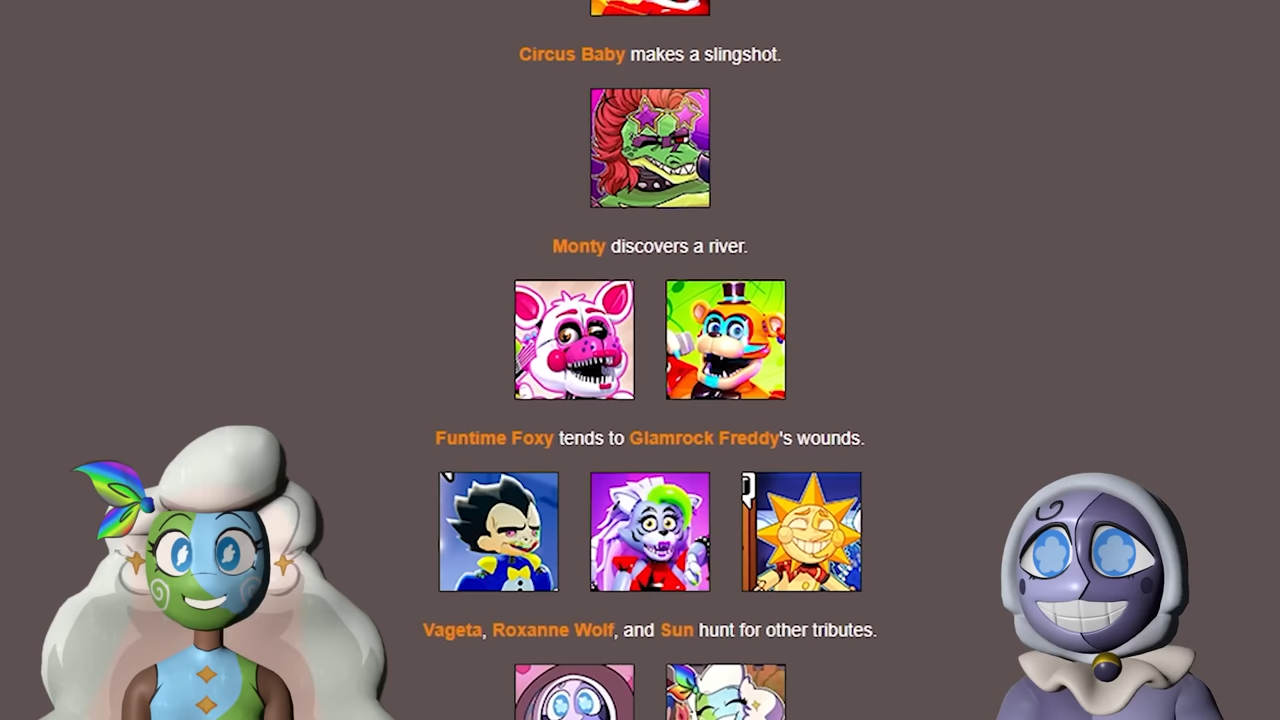 Circus Baby makes a slingshot.
Monty discovers a river.
Funtime Foxy tends to Glamrock Freddy's wounds.
Vageta, Roxanne Wolf, and Sun hunt for other tributes.